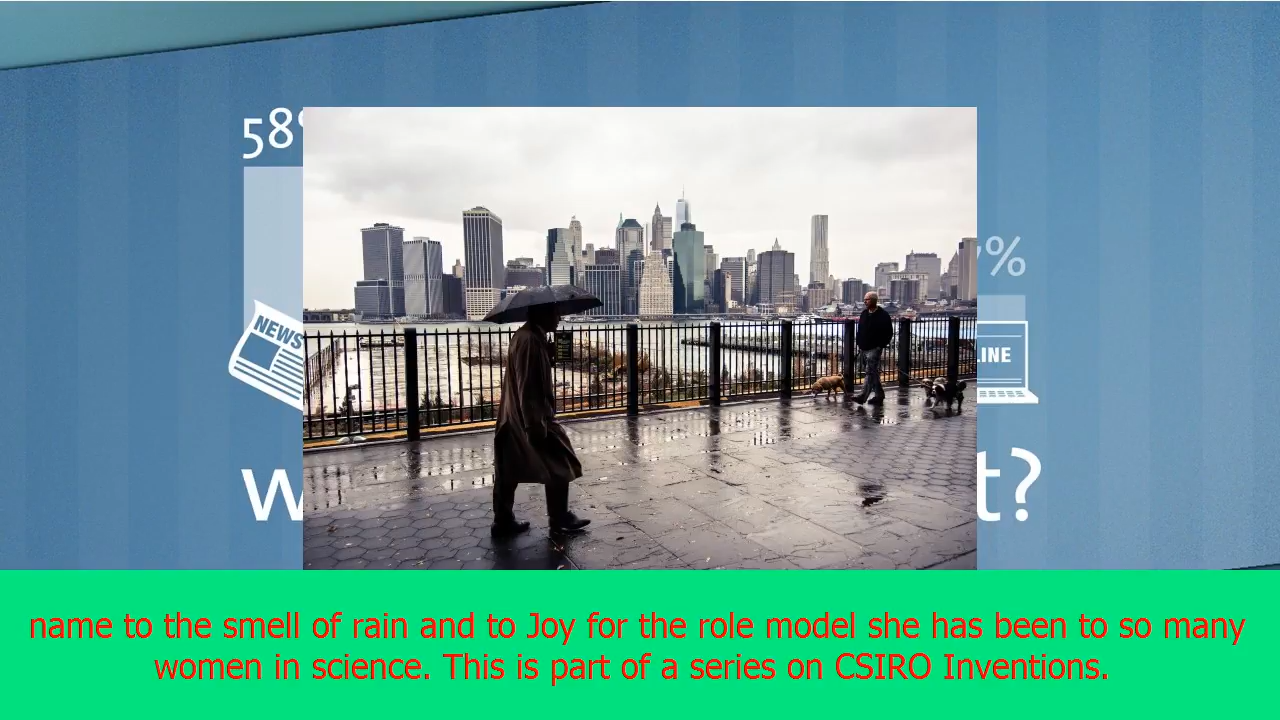 58%
%
NEWS
LINE
w
t?
name to the smell of rain and to Joy for the role model she has been to so many
women in science. This is part of a series on CSIRO Inventions.